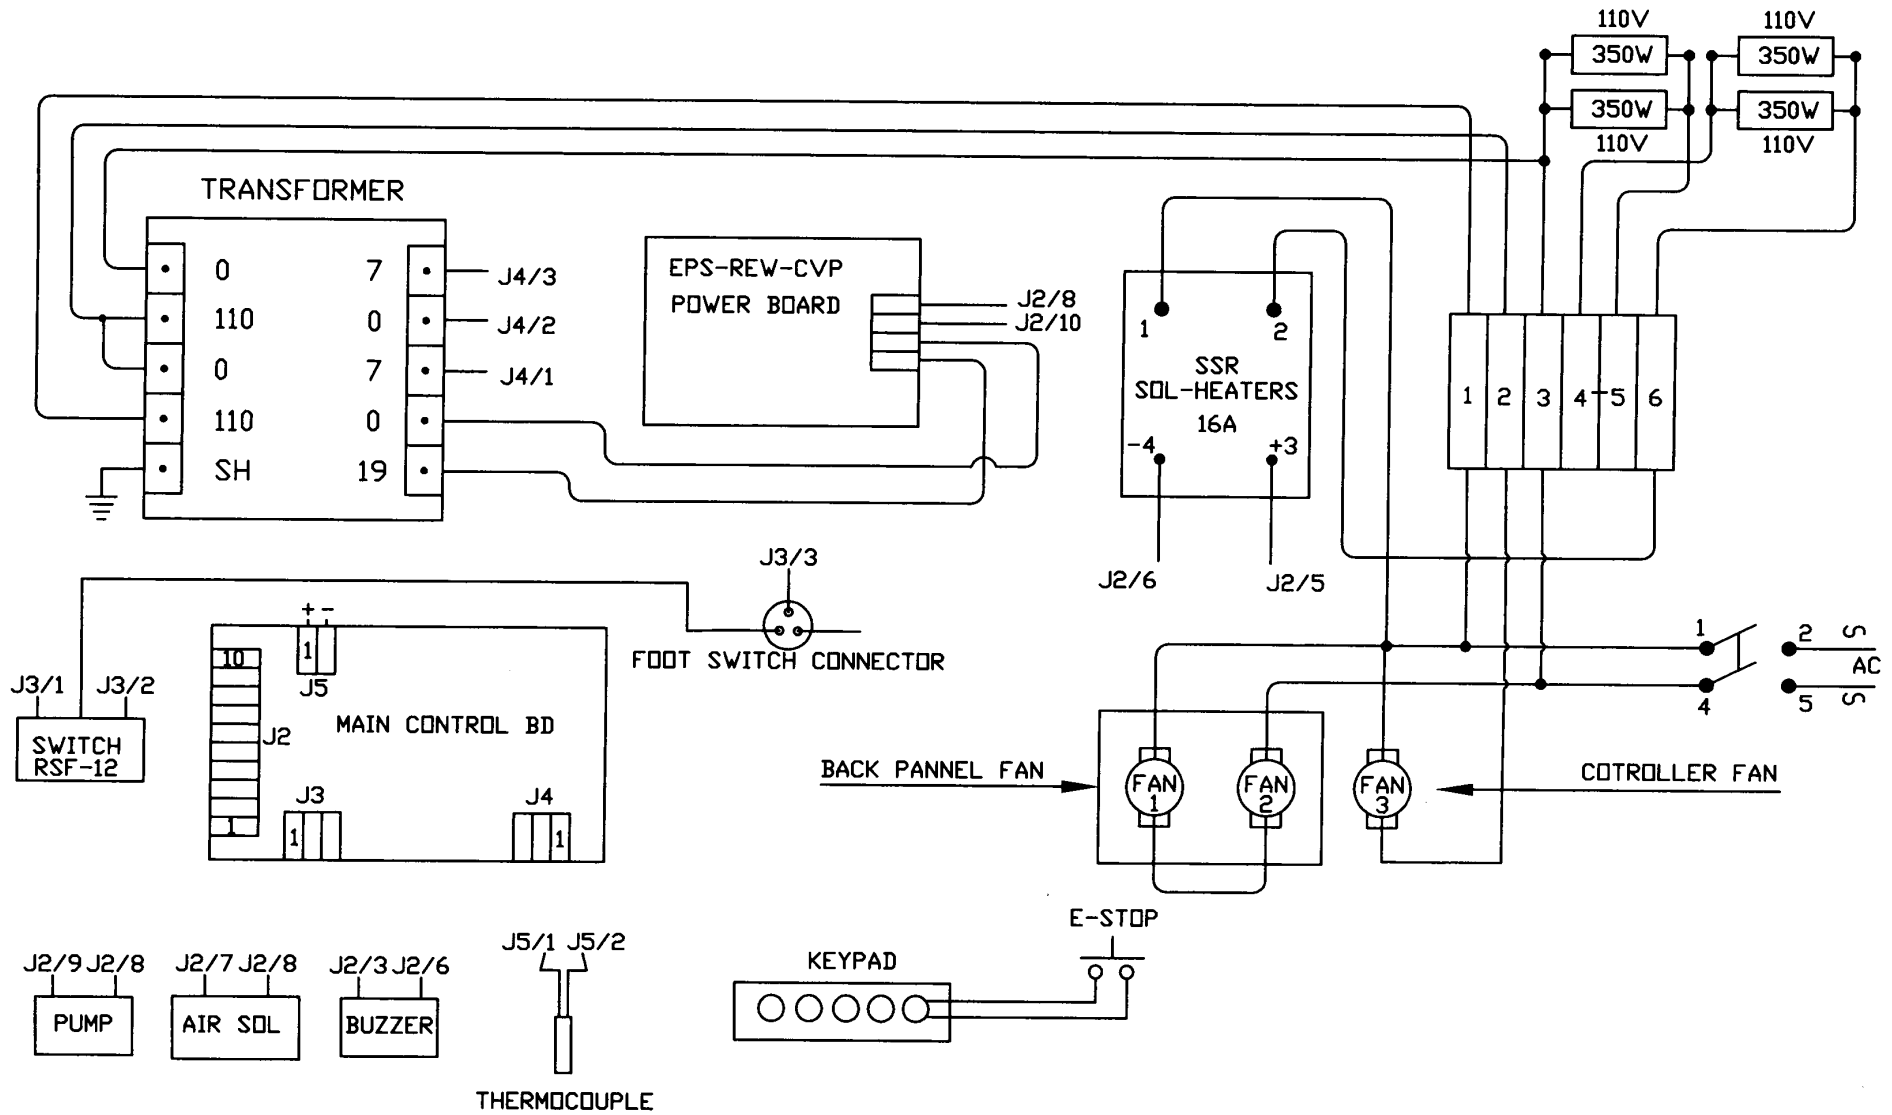 110V 110V
350W 350W
350W 350W
110V 110V
TRANSFORMER
0 7 J4/3
110 0 J4/2
0 7 J4/1
110 0
SH 19
EPS-REW-CVP
POWER BOARD
J2/8
J2/10
1 2
SSR
SOL-HEATERS
16A
-4 +3
J2/6 J2/5
1 2 3 4 5 6
J3/3
FOOT SWITCH CONNECTOR
J3/1 J3/2
SWITCH
RSF-12
+ -
1
J5
10
J2
1
MAIN CONTROL BD
J3
1
J4
1
1 2 S
AC
4 5 S
BACK PANNEL FAN
FAN
1
FAN
2
FAN
3
COTROLLER FAN
J2/9 J2/8
PUMP
J2/7 J2/8
AIR SOL
J2/3 J2/6
BUZZER
J5/1 J5/2
THERMOCOUPLE
KEYPAD
E-STOP